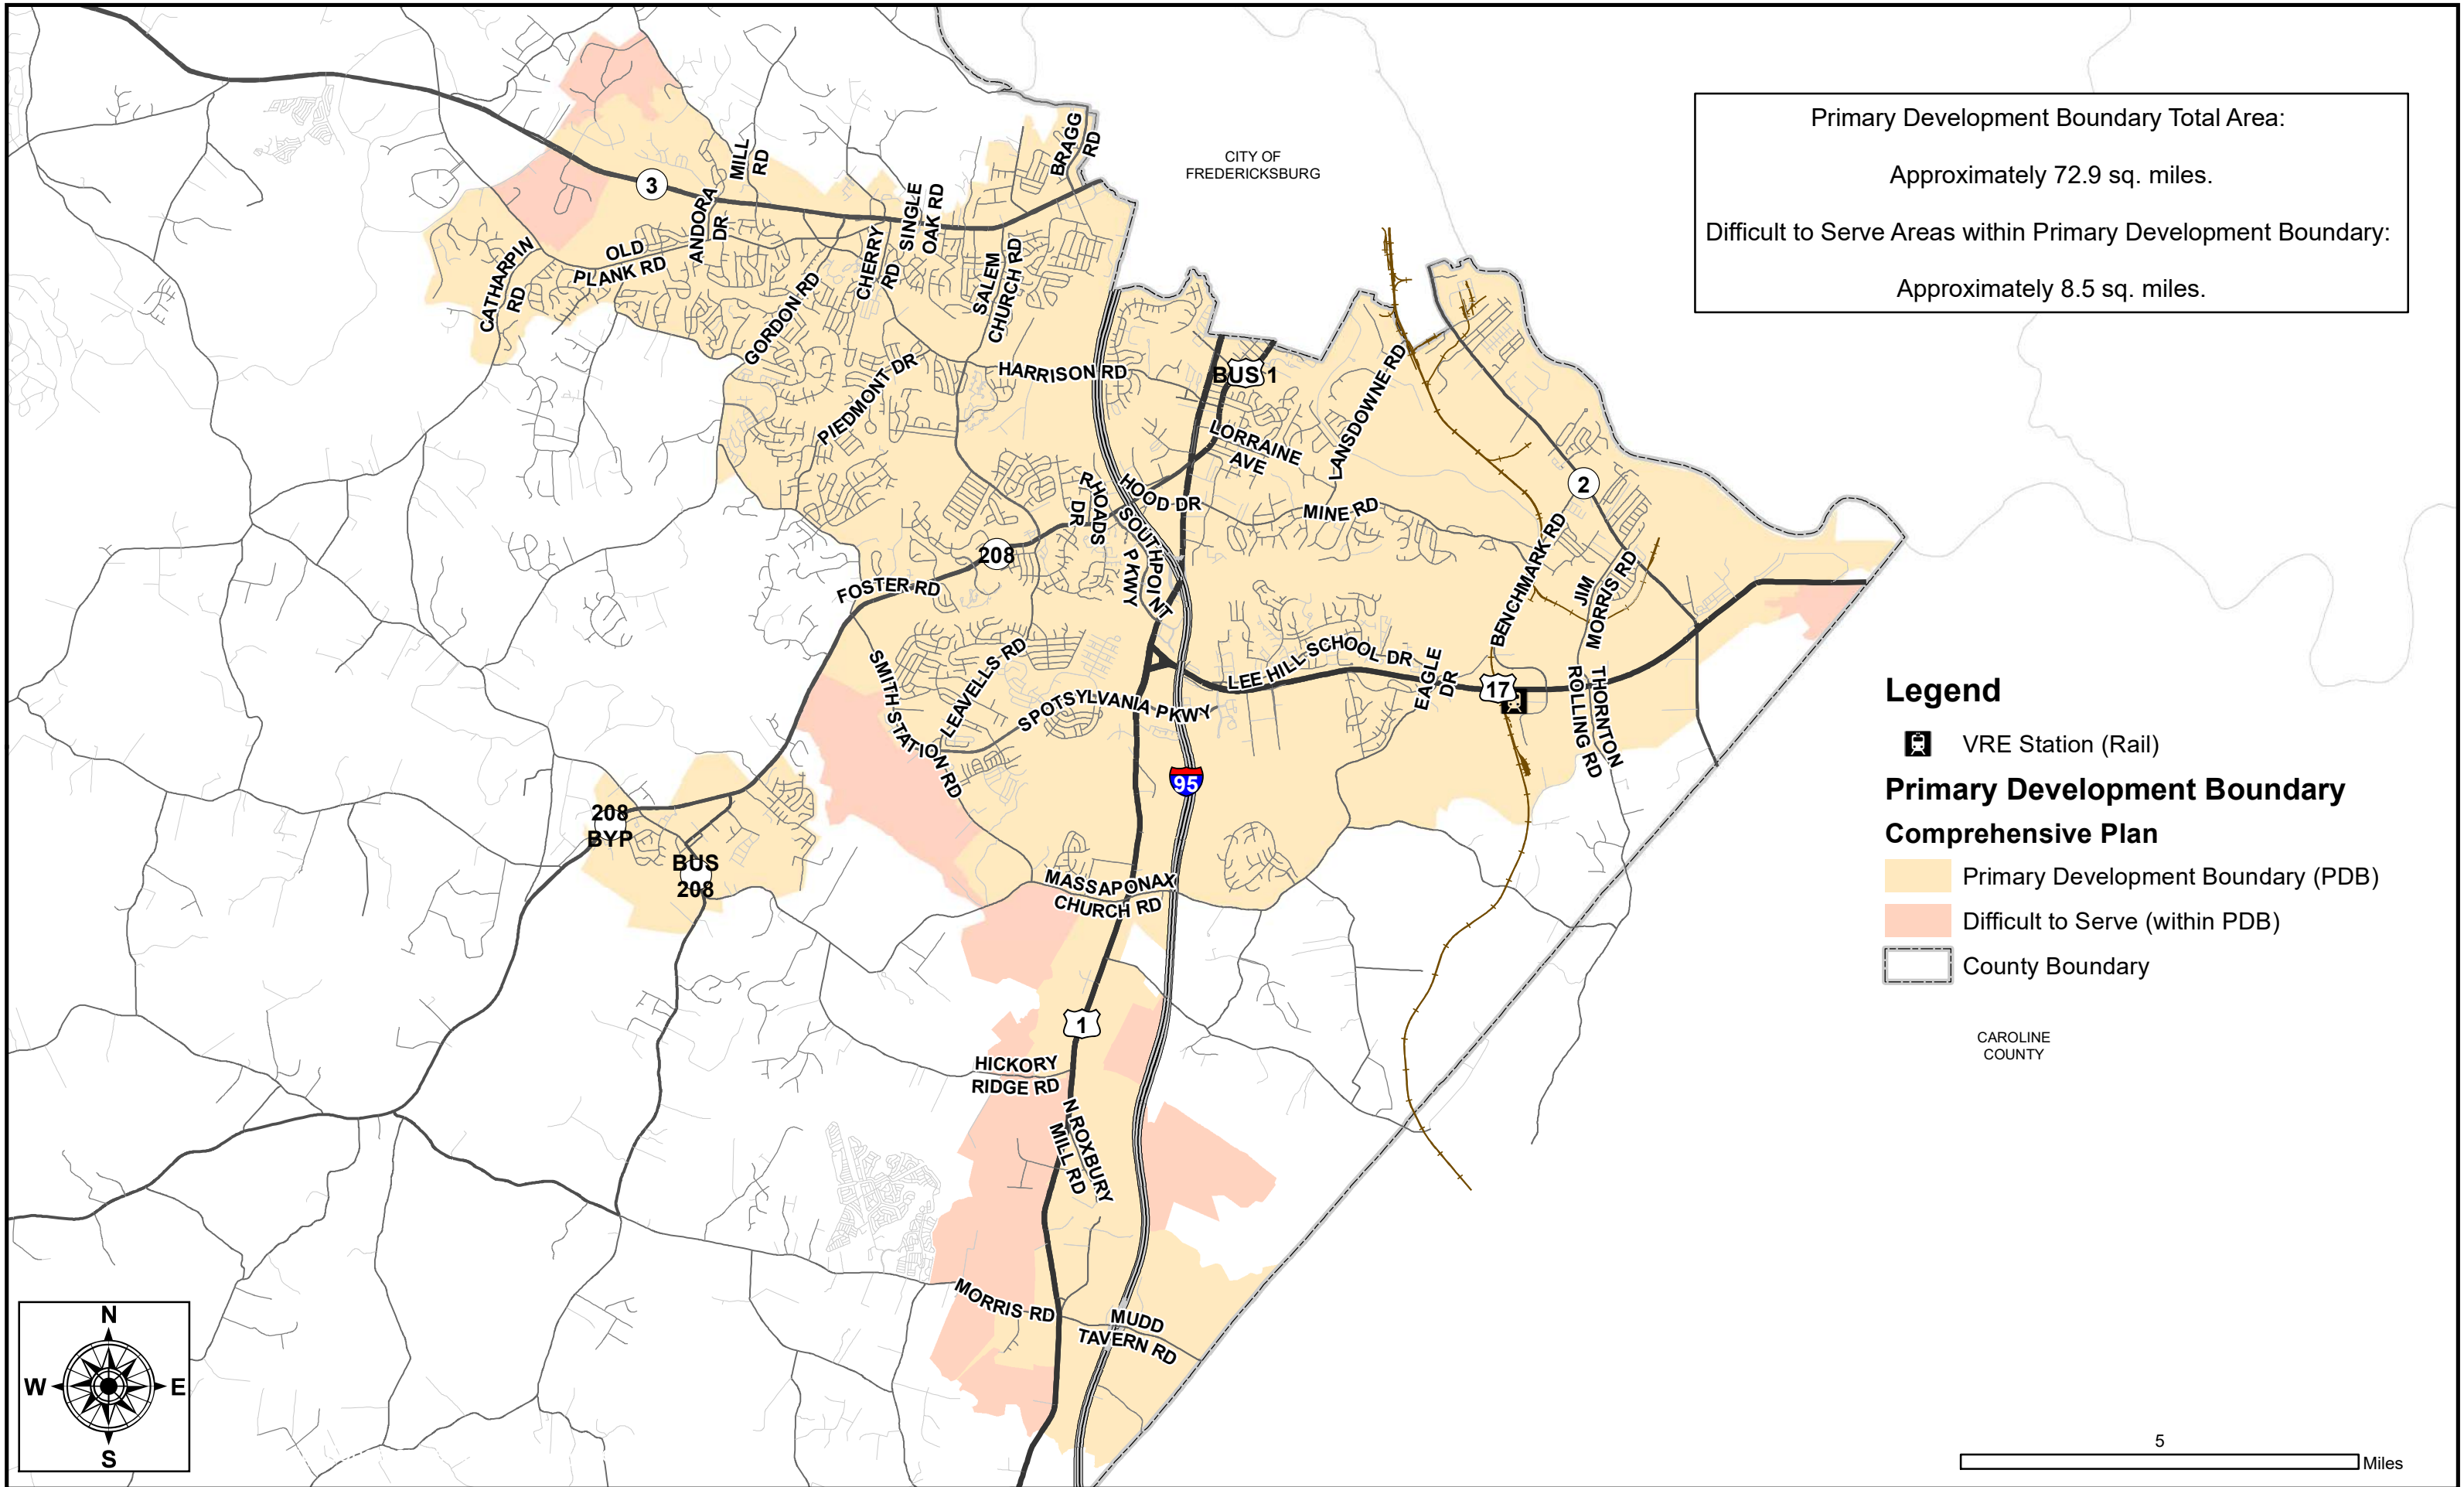 Primary Development Boundary Total Area:
Approximately 72.9 sq. miles.
Difficult to Serve Areas within Primary Development Boundary:
Approximately 8.5 sq. miles.
CITY OF
FREDERICKSBURG
BRAGG
RD
MILL
RD
3
ANDORA
DR
SINGLE
OAK RD
CHERRY
RD
SALEM
CHURCH RD
OLD
PLANK RD
CATHARPIN
RD
GORDON RD
PIEDMONT DR
HARRISON RD
BUS 1
LANSDOWNE RD
LORRAINE
AVE
RHOADS
DR
HOOD DR
SOUTHPOINT
PKWY
MINE RD
2
208
FOSTER RD
BENCHMARK RD
JIM
MORRIS RD
SMITH STATION RD
LEAVELLS RD
SPOTSYLVANIA PKWY
LEE HILL SCHOOL DR
EAGLE
DR
17
THORNTON
ROLLING RD
95
208
BYP
BUS
208
MASSAPONAX
CHURCH RD
1
HICKORY
RIDGE RD
N ROXBURY
MILL RD
MORRIS RD
MUDD
TAVERN RD
Legend
VRE Station (Rail)
Primary Development Boundary
Comprehensive Plan
Primary Development Boundary (PDB)
Difficult to Serve (within PDB)
County Boundary
CAROLINE
COUNTY
N
W
E
S
5
Miles